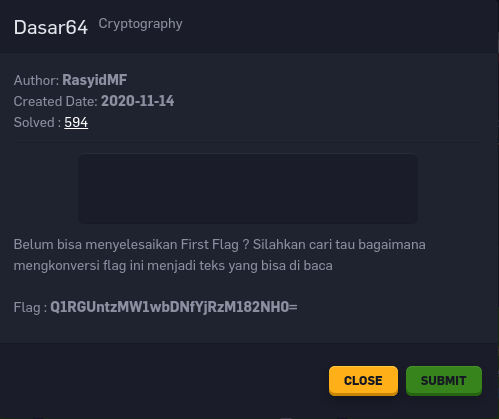 Dasar64 Cryptography
Author: RasyidMF
Created Date: 2020-11-14
Solved : 594
Belum bisa menyelesaikan First Flag ? Silahkan cari tau bagaimana
mengkonversi flag ini menjadi teks yang bisa di baca
Flag : Q1RGUntzMW1wbDNfYjRzM182NH0=
CLOSE SUBMIT